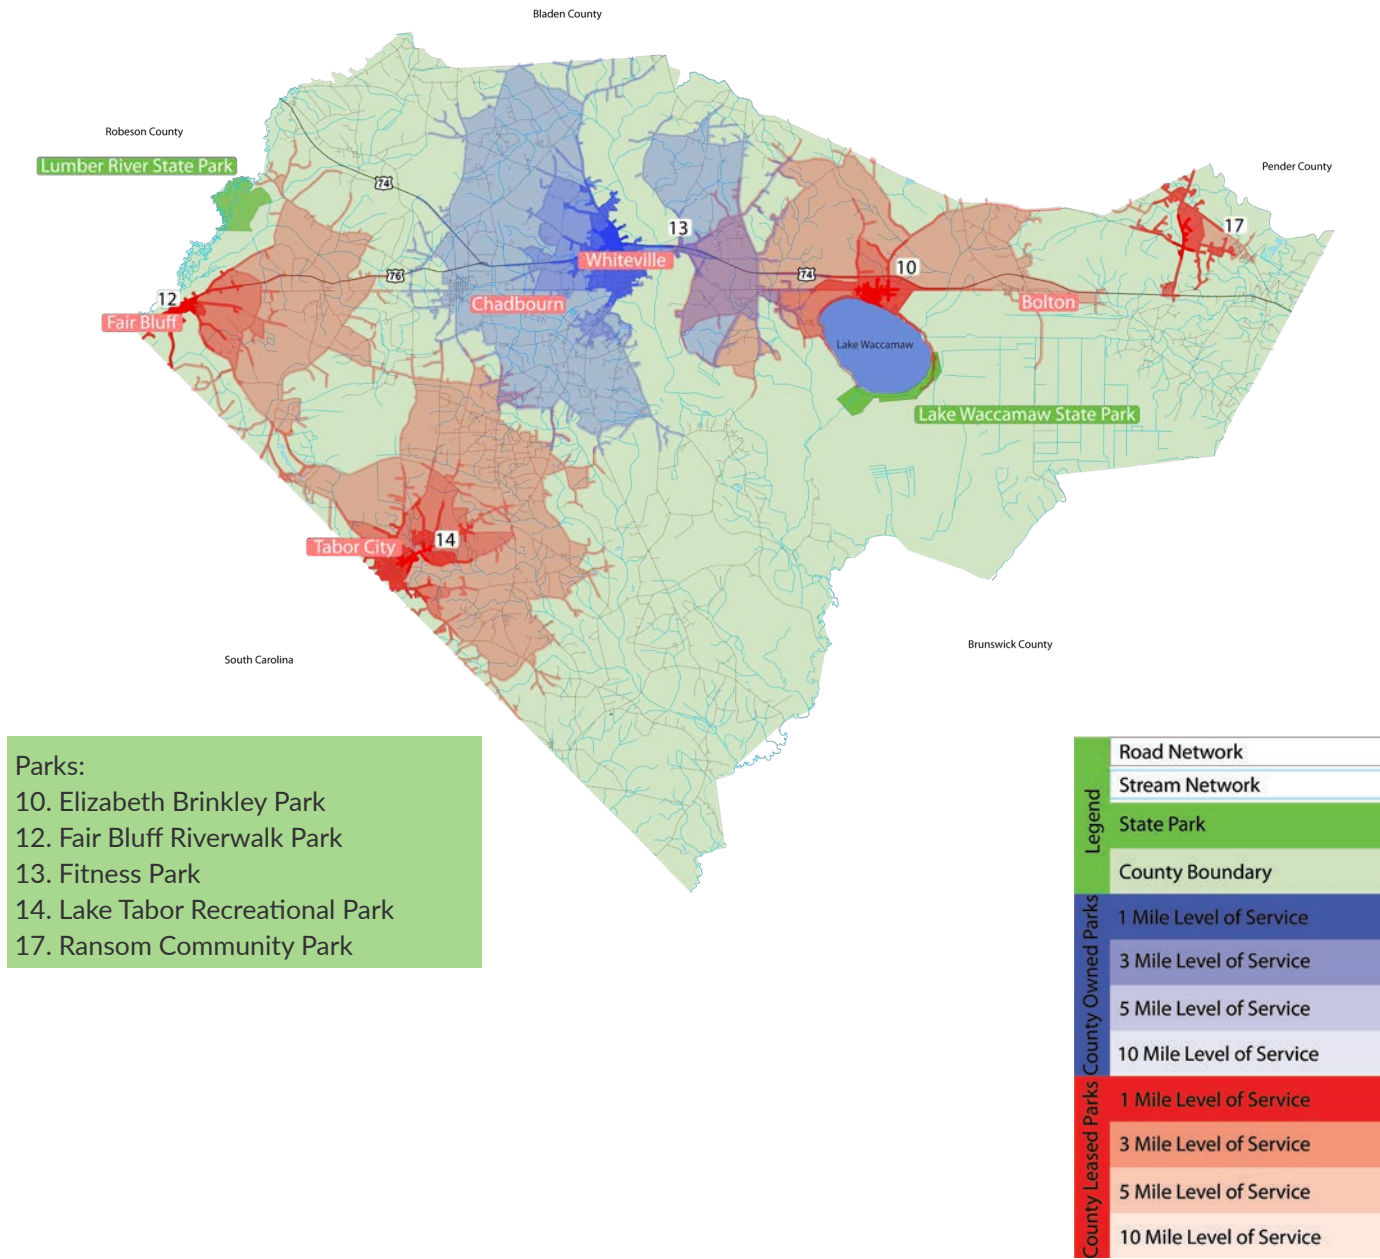 Bladen County
Robeson County
Lumber River State Park
Pender County
74
17
13
Whiteville
76
74
10
12
Chadbourn
Bolton
Fair Bluff
Lake Waccamaw
Lake Waccamaw State Park
14
Tabor City
Brunswick County
South Carolina
Parks:
10. Elizabeth Brinkley Park
12. Fair Bluff Riverwalk Park
13. Fitness Park
14. Lake Tabor Recreational Park
17. Ransom Community Park
Legend
Road Network
Stream Network
State Park
County Boundary
County Owned Parks
1 Mile Level of Service
3 Mile Level of Service
5 Mile Level of Service
10 Mile Level of Service
County Leased Parks
1 Mile Level of Service
3 Mile Level of Service
5 Mile Level of Service
10 Mile Level of Service